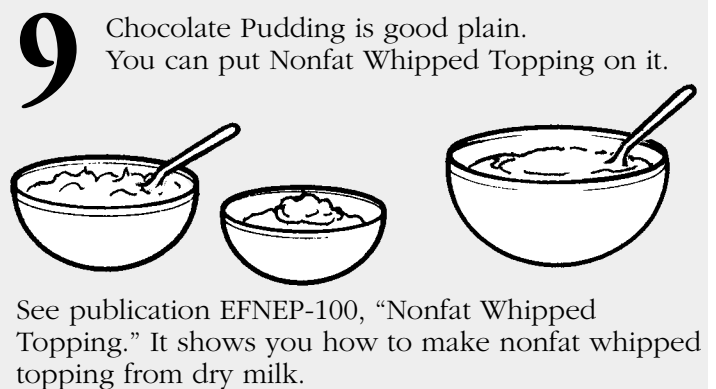 9
Chocolate Pudding is good plain.
You can put Nonfat Whipped Topping on it.
See publication EFNEP-100, “Nonfat Whipped
Topping.” It shows you how to make nonfat whipped
topping from dry milk.